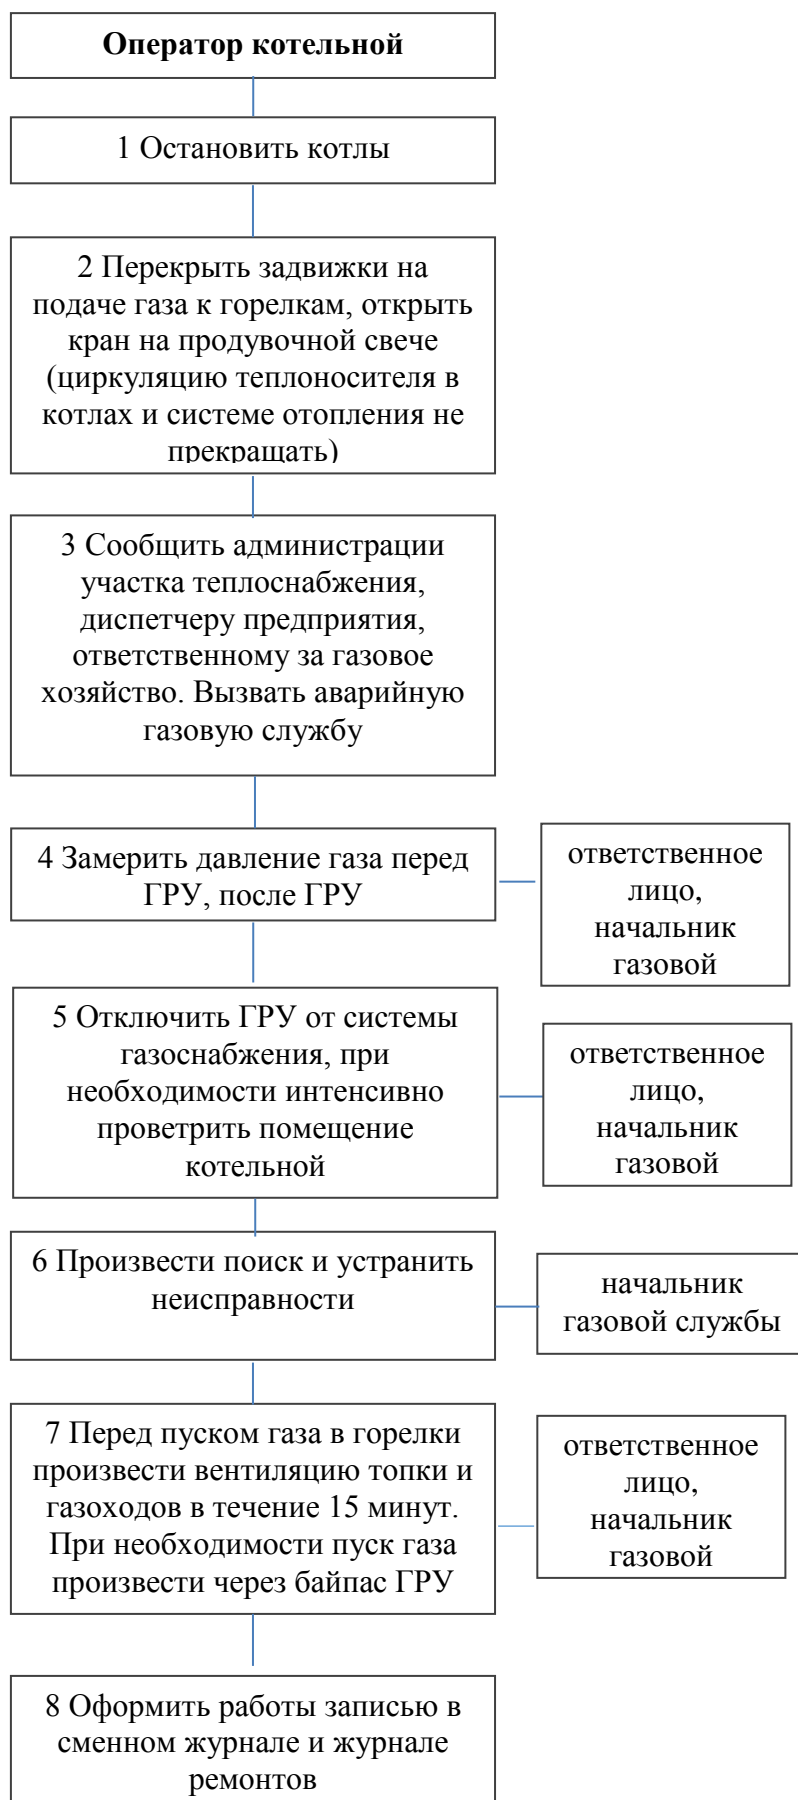 Оператор котельной
1 Остановить котлы
2 Перекрыть задвижки на
подаче газа к горелкам, открыть
кран на продувочной свече
(циркуляцию теплоносителя в
котлах и системе отопления не
прекращать)
3 Сообщить администрации
участка теплоснабжения,
диспетчеру предприятия,
ответственному за газовое
хозяйство. Вызвать аварийную
газовую службу
4 Замерить давление газа перед
ГРУ, после ГРУ
ответственное
лицо,
начальник
газовой
5 Отключить ГРУ от системы
газоснабжения, при
необходимости интенсивно
проветрить помещение
котельной
ответственное
лицо,
начальник
газовой
6 Произвести поиск и устранить
неисправности
начальник
газовой службы
7 Перед пуском газа в горелки
произвести вентиляцию топки и
газоходов в течение 15 минут.
При необходимости пуск газа
произвести через байпас ГРУ
ответственное
лицо,
начальник
газовой
8 Оформить работы записью в
сменном журнале и журнале
ремонтов